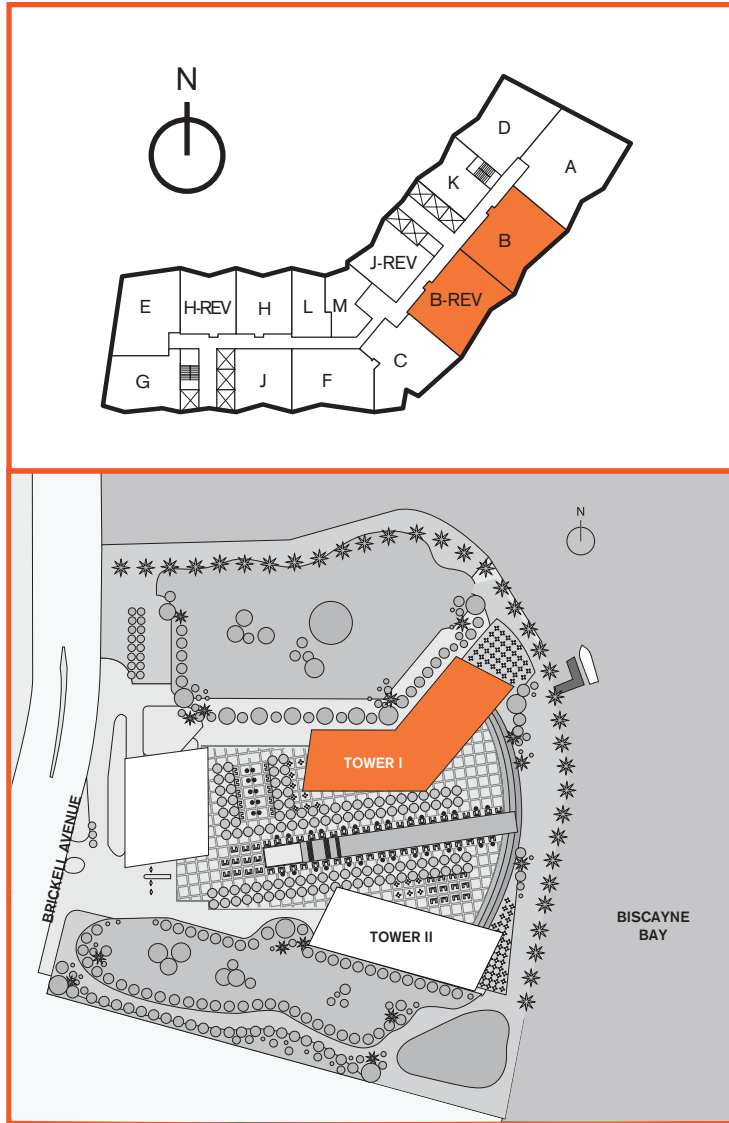 N
D
A
K
B
J-REV
B-REV
E
H-REV
H
L
M
C
G
J
F
N
TOWER I
BRICKELL AVENUE
TOWER II
BISCAYNE
BAY